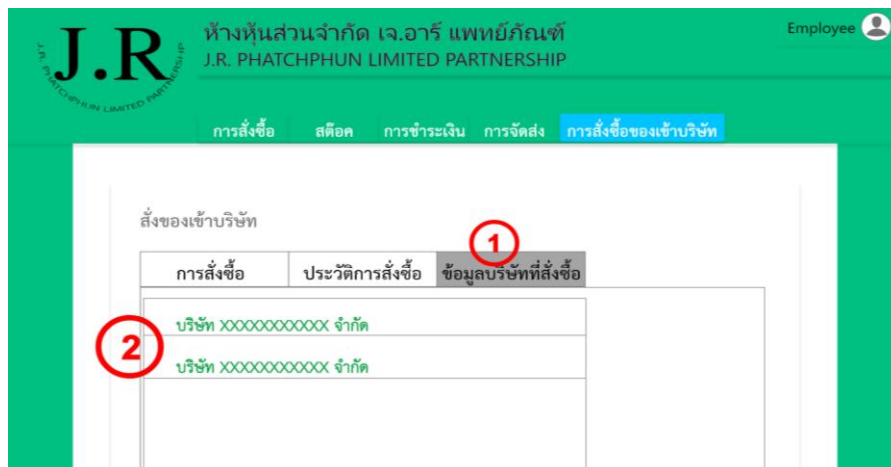 J.R
J.R. PHATCHPHUN LIMITED PARTNERSHIP
ห้างหุ้นส่วนจำกัด เจ.อาร์ แพทย์ภัณฑ์
J.R. PHATCHPHUN LIMITED PARTNERSHIP
Employee
การสั่งซื้อ สต๊อค การชำระเงิน การจัดส่ง การสั่งซื้อของเข้าบริษัท
สั่งของเข้าบริษัท
1
การสั่งซื้อ ประวัติการสั่งซื้อ ข้อมูลบริษัทที่สั่งซื้อ
บริษัท XXXXXXXXXXXX จำกัด
2
บริษัท XXXXXXXXXXXX จำกัด